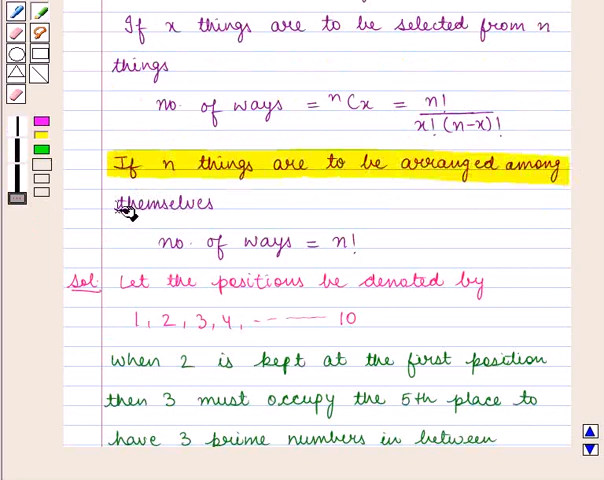 If x things are to be selected from n
things
no. of ways = ⁿCx = n! / x! (n-x)!
If n things are to be arranged among
themselves
no. of ways = n!
Sol Let the positions be denoted by
1, 2, 3, 4, ------ 10
when 2 is kept at the first position
then 3 must occupy the 5th place to
have 3 prime numbers in between